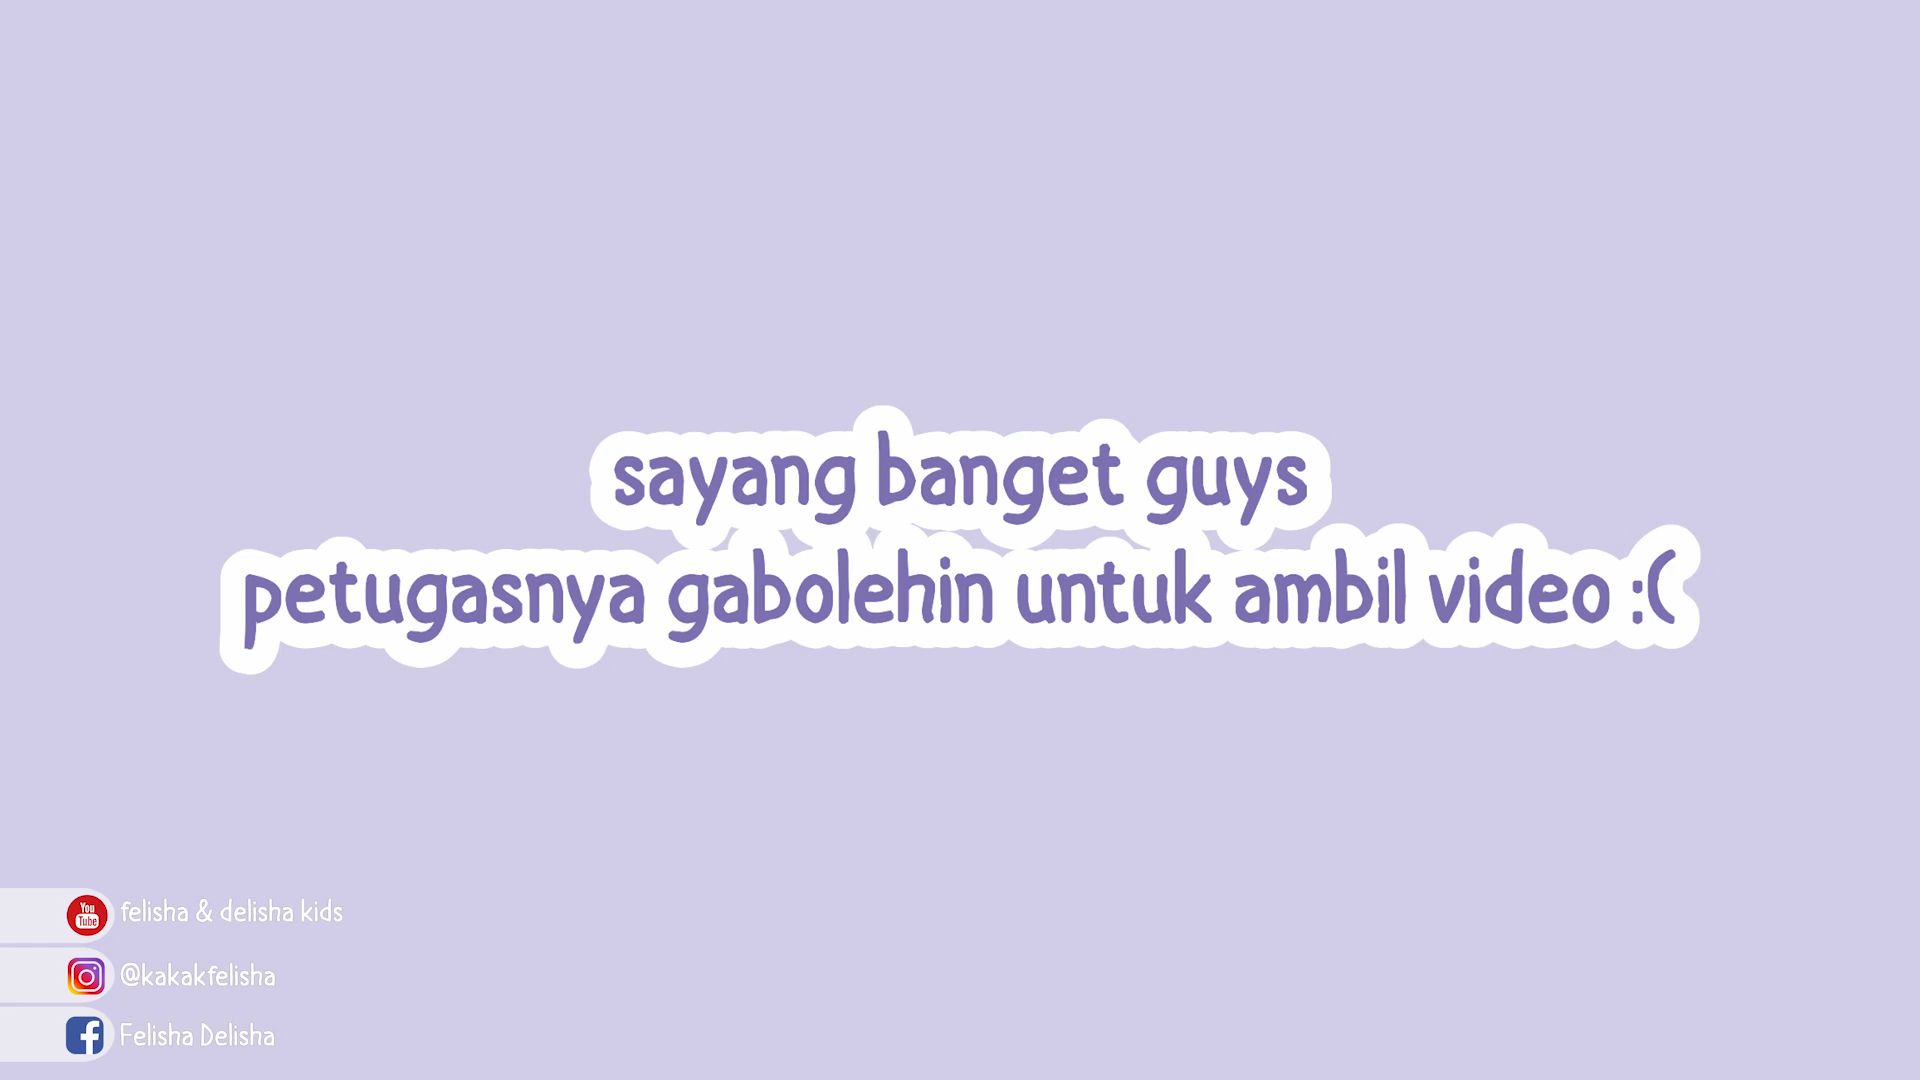 sayang banget guys
petugasnya gabolehin untuk ambil video :(
You
Tube
felisha & delisha kids
@kakakfelisha
f
Felisha Delisha